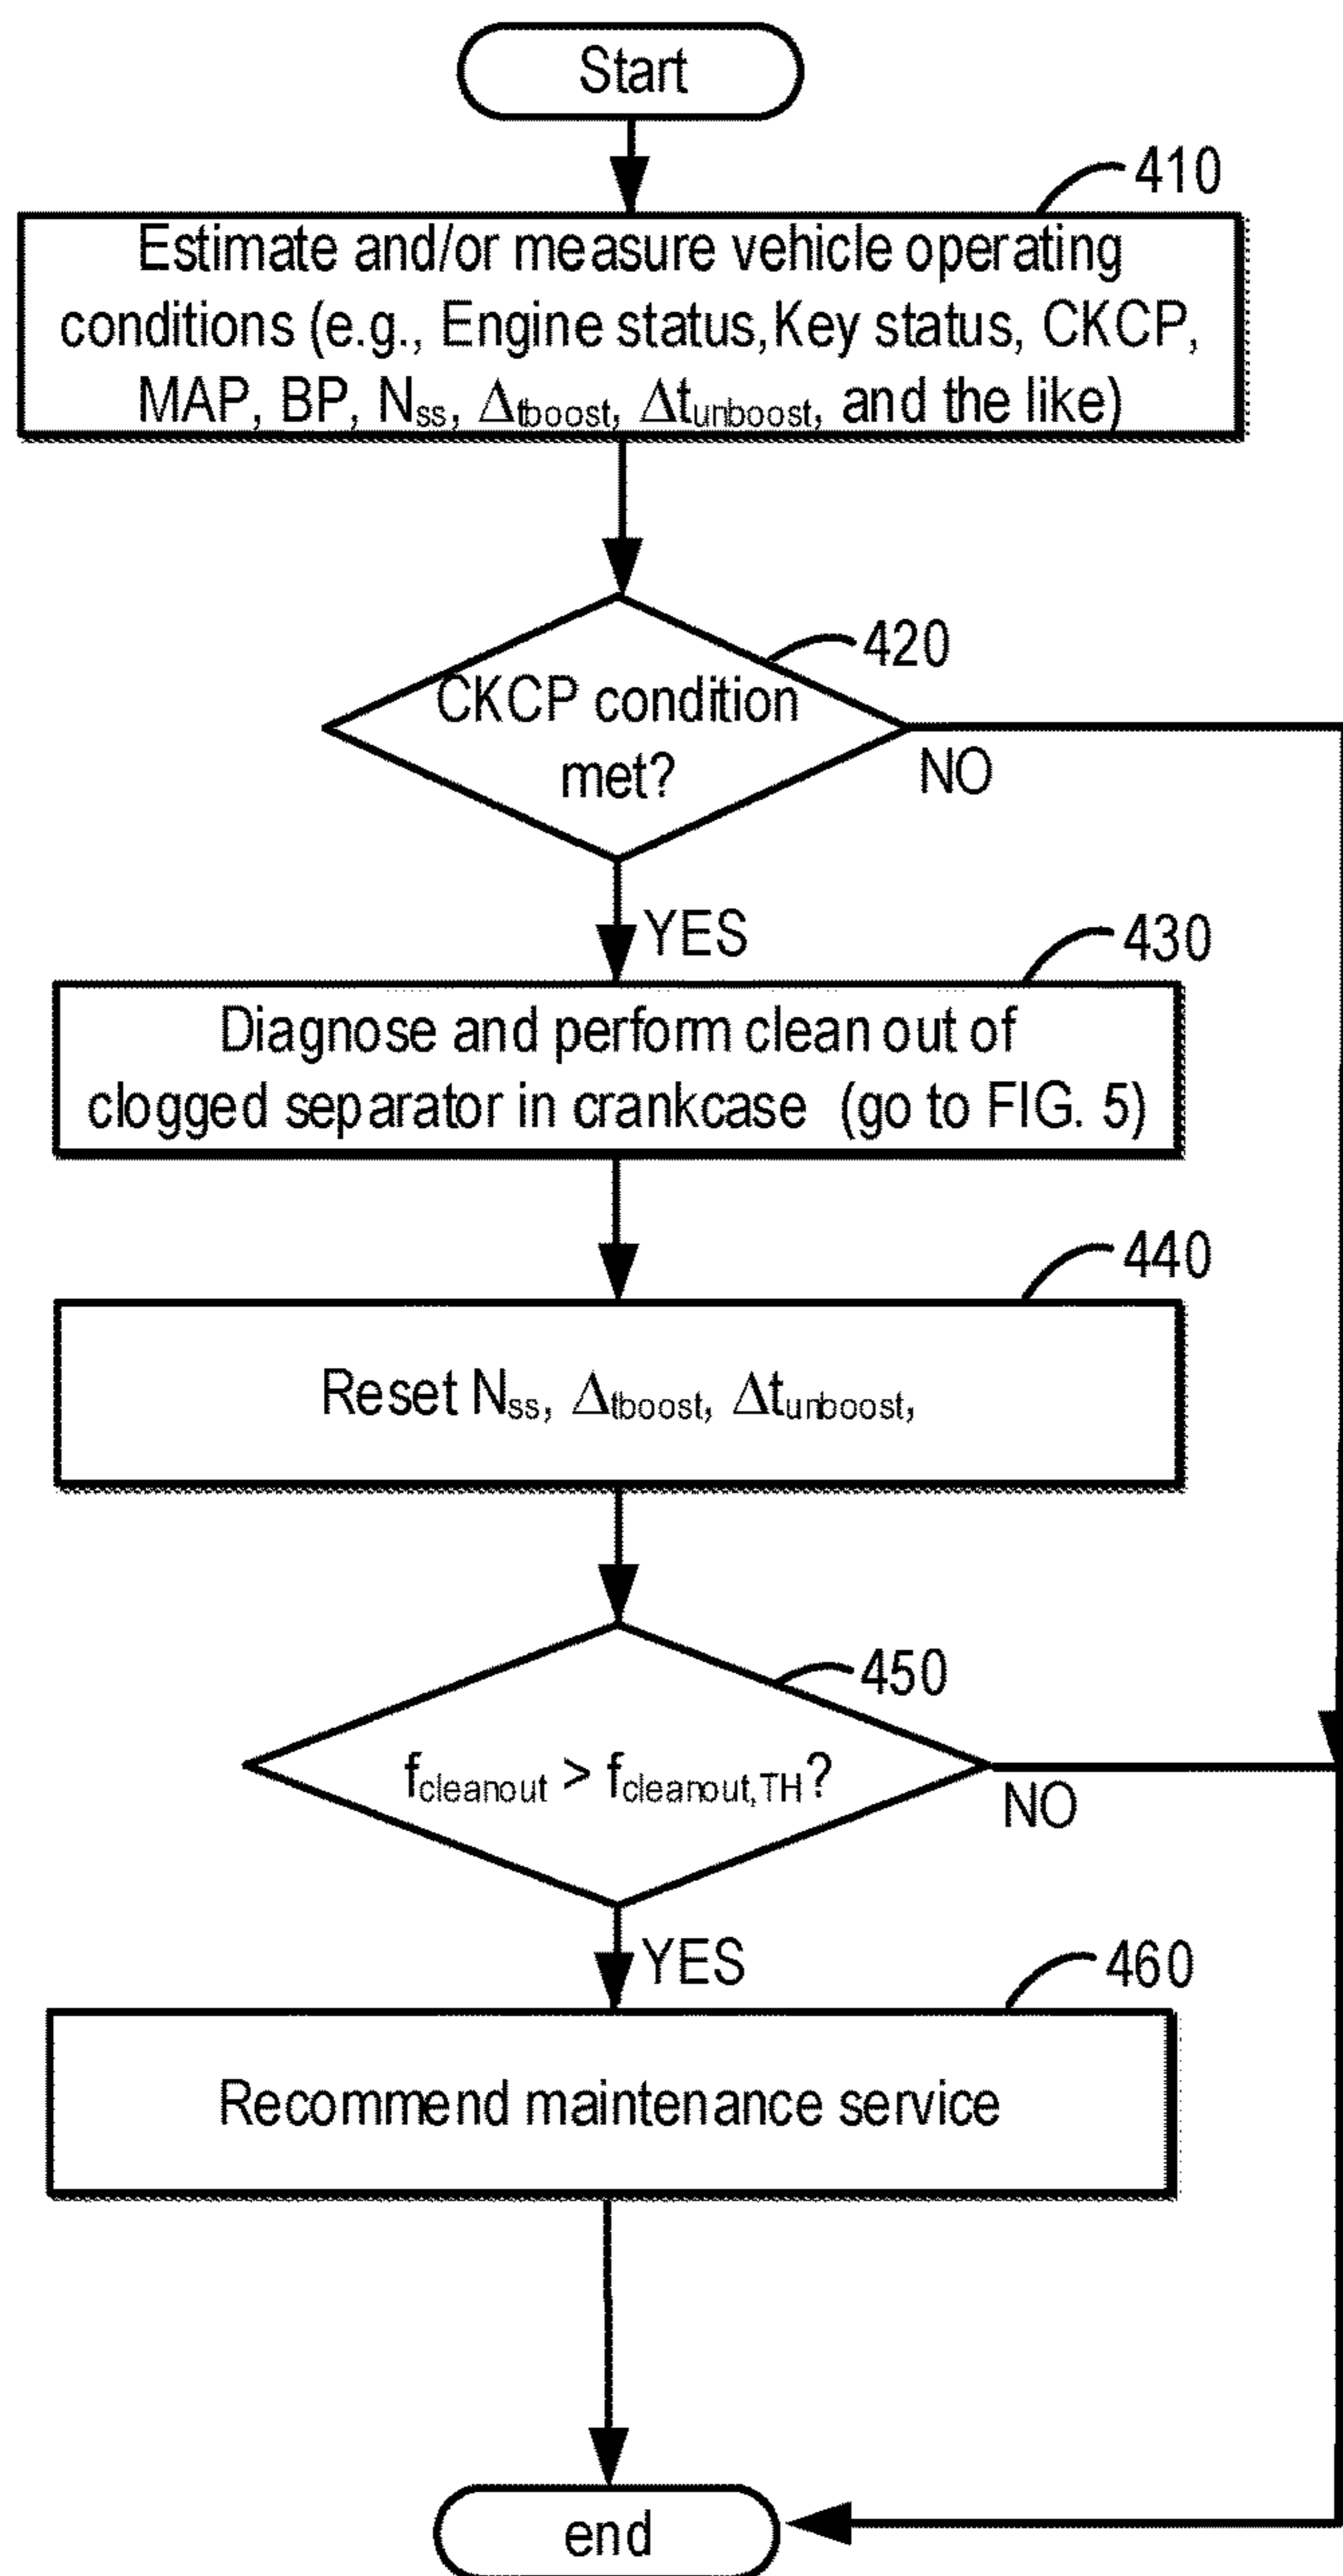 Start
410
Estimate and/or measure vehicle operating
conditions (e.g., Engine status,Key status, CKCP,
MAP, BP, Nss, Δtboost, Δtunboost, and the like)
420
CKCP condition
met?
NO
YES
430
Diagnose and perform clean out of
clogged separator in crankcase (go to FIG. 5)
440
Reset Nss, Δtboost, Δtunboost,
450
fcleanout > fcleanout,TH?
NO
YES
460
Recommend maintenance service
end